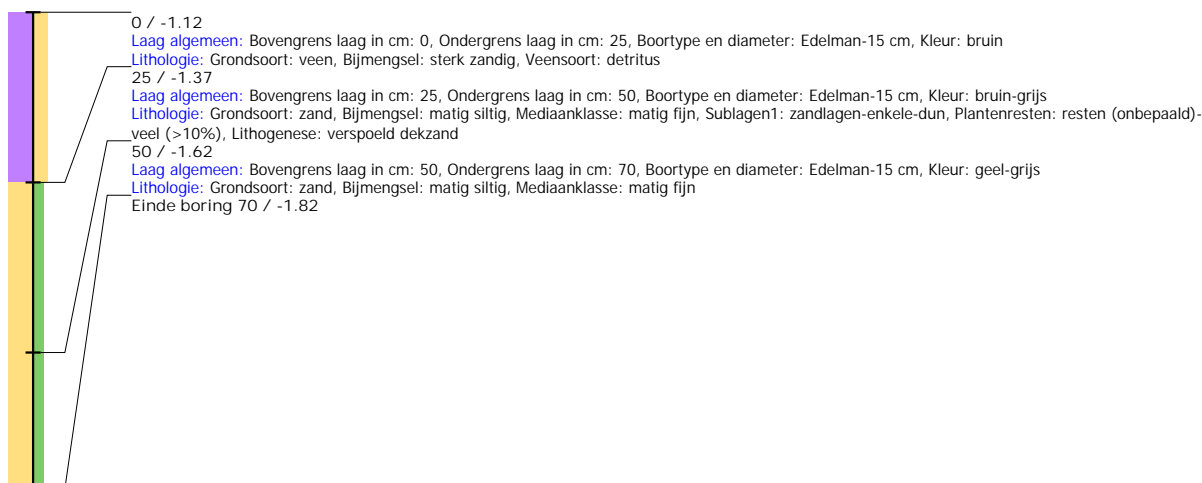 0 / -1.12
Laag algemeen: Bovengrens laag in cm: 0, Ondergrens laag in cm: 25, Boortype en diameter: Edelman-15 cm, Kleur: bruin
Lithologie: Grondsoort: veen, Bijmengsel: sterk zandig, Veensoort: detritus
25 / -1.37
Laag algemeen: Bovengrens laag in cm: 25, Ondergrens laag in cm: 50, Boortype en diameter: Edelman-15 cm, Kleur: bruin-grijs
Lithologie: Grondsoort: zand, Bijmengsel: matig siltig, Mediaanklasse: matig fijn, Sublagen1: zandlagen-enkele-dun, Plantenresten: resten (onbepaald)-
veel (>10%), Lithogenese: verspoeld dekzand
50 / -1.62
Laag algemeen: Bovengrens laag in cm: 50, Ondergrens laag in cm: 70, Boortype en diameter: Edelman-15 cm, Kleur: geel-grijs
Lithologie: Grondsoort: zand, Bijmengsel: matig siltig, Mediaanklasse: matig fijn
Einde boring 70 / -1.82